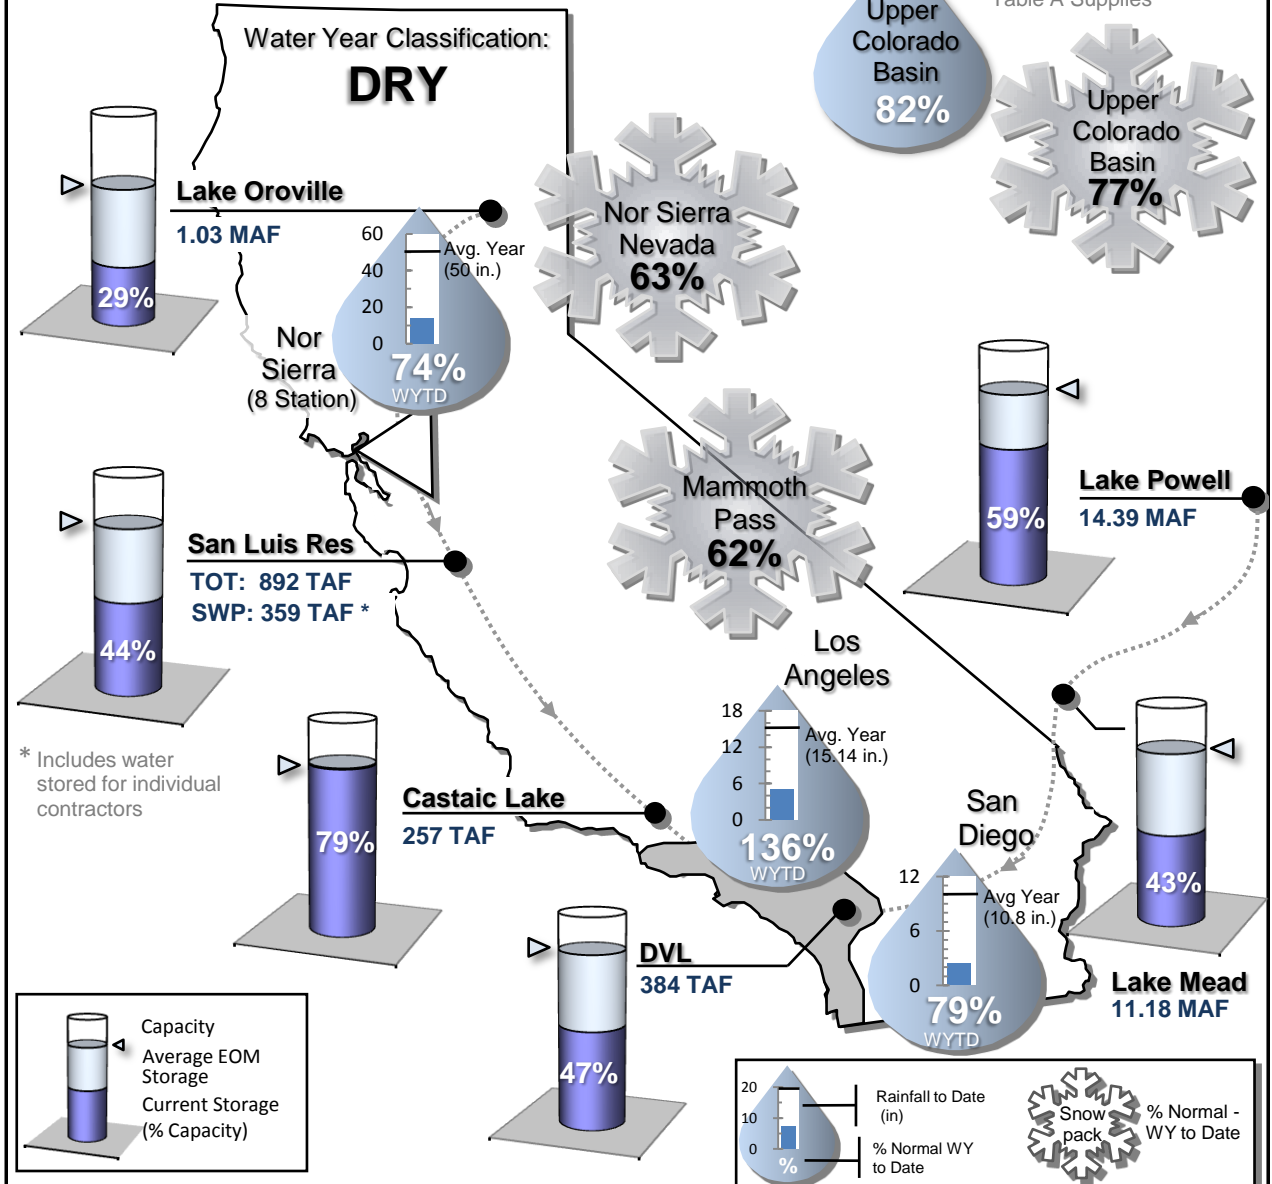 Table A Supplies
Water Year Classification:
DRY
Upper
Colorado
Basin
82%
Upper
Colorado
Basin
77%
Lake Oroville
1.03 MAF
29%
60
40
20
0
Avg. Year
(50 in.)
74%
WYTD
Nor
Sierra
(8 Station)
Nor Sierra
Nevada
63%
Mammoth
Pass
62%
Lake Powell
14.39 MAF
59%
San Luis Res
TOT: 892 TAF
SWP: 359 TAF *
44%
* Includes water
stored for individual
contractors
Los
Angeles
18
12
6
0
Avg. Year
(15.14 in.)
136%
WYTD
Castaic Lake
257 TAF
79%
San
Diego
12
6
0
Avg Year
(10.8 in.)
79%
WYTD
43%
Lake Mead
11.18 MAF
DVL
384 TAF
47%
Capacity
Average EOM
Storage
Current Storage
(% Capacity)
20
10
0
%
Rainfall to Date
(in)
% Normal WY
to Date
Snow
pack
% Normal -
WY to Date